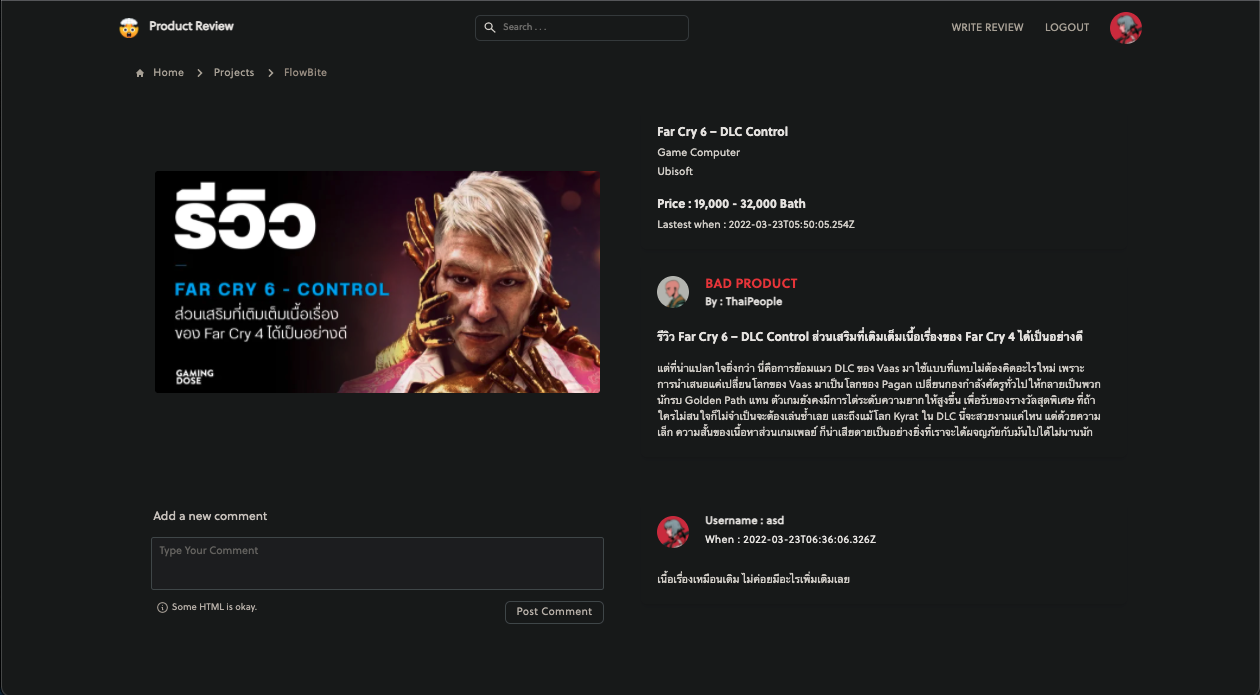 Product Review
Search . . .
WRITE REVIEW
LOGOUT
Home
Projects
FlowBite
รีวิว
FAR CRY 6 - CONTROL
ส่วนเสริมที่เติมเต็มเนื้อเรื่อง
ของ Far Cry 4 ได้เป็นอย่างดี
GAMING
DOSE
Far Cry 6 – DLC Control
Game Computer
Ubisoft
Price : 19,000 - 32,000 Bath
Lastest when : 2022-03-23T05:50:05.254Z
BAD PRODUCT
By : ThaiPeople
รีวิว Far Cry 6 – DLC Control ส่วนเสริมที่เติมเต็มเนื้อเรื่องของ Far Cry 4 ได้เป็นอย่างดี
แต่ที่น่าแปลกใจยิ่งกว่า นี่คือการย้อมแมว DLC ของ Vaas มาใช้แบบที่แทบไม่ต้องคิดอะไรใหม่ เพราะ
การนำเสนอแค่เปลี่ยนโลกของ Vaas มาเป็นโลกของ Pagan เปลี่ยนกองกำลังศัตรูทั่วไปให้กลายเป็นพวก
นักรบ Golden Path แทน ตัวเกมยังคงมีการไต่ระดับความยากให้สูงขึ้น เพื่อรับของรางวัลสุดพิเศษ ที่ถ้า
ใครไม่สนใจก็ไม่จำเป็นจะต้องเล่นซ้ำเลย และถึงแม้โลก Kyrat ใน DLC นี้จะสวยงามแค่ไหน แต่ด้วยความ
เล็ก ความสั้นของเนื้อหาส่วนเกมเพลย์ ก็น่าเสียดายเป็นอย่างยิ่งที่เราจะได้ผจญภัยกับมันไปได้ไม่นานนัก
Add a new comment
Type Your Comment
Some HTML is okay.
Post Comment
Username : asd
When : 2022-03-23T06:36:06.326Z
เนื้อเรื่องเหมือนเดิม ไม่ค่อยมีอะไรเพิ่มเติมเลย